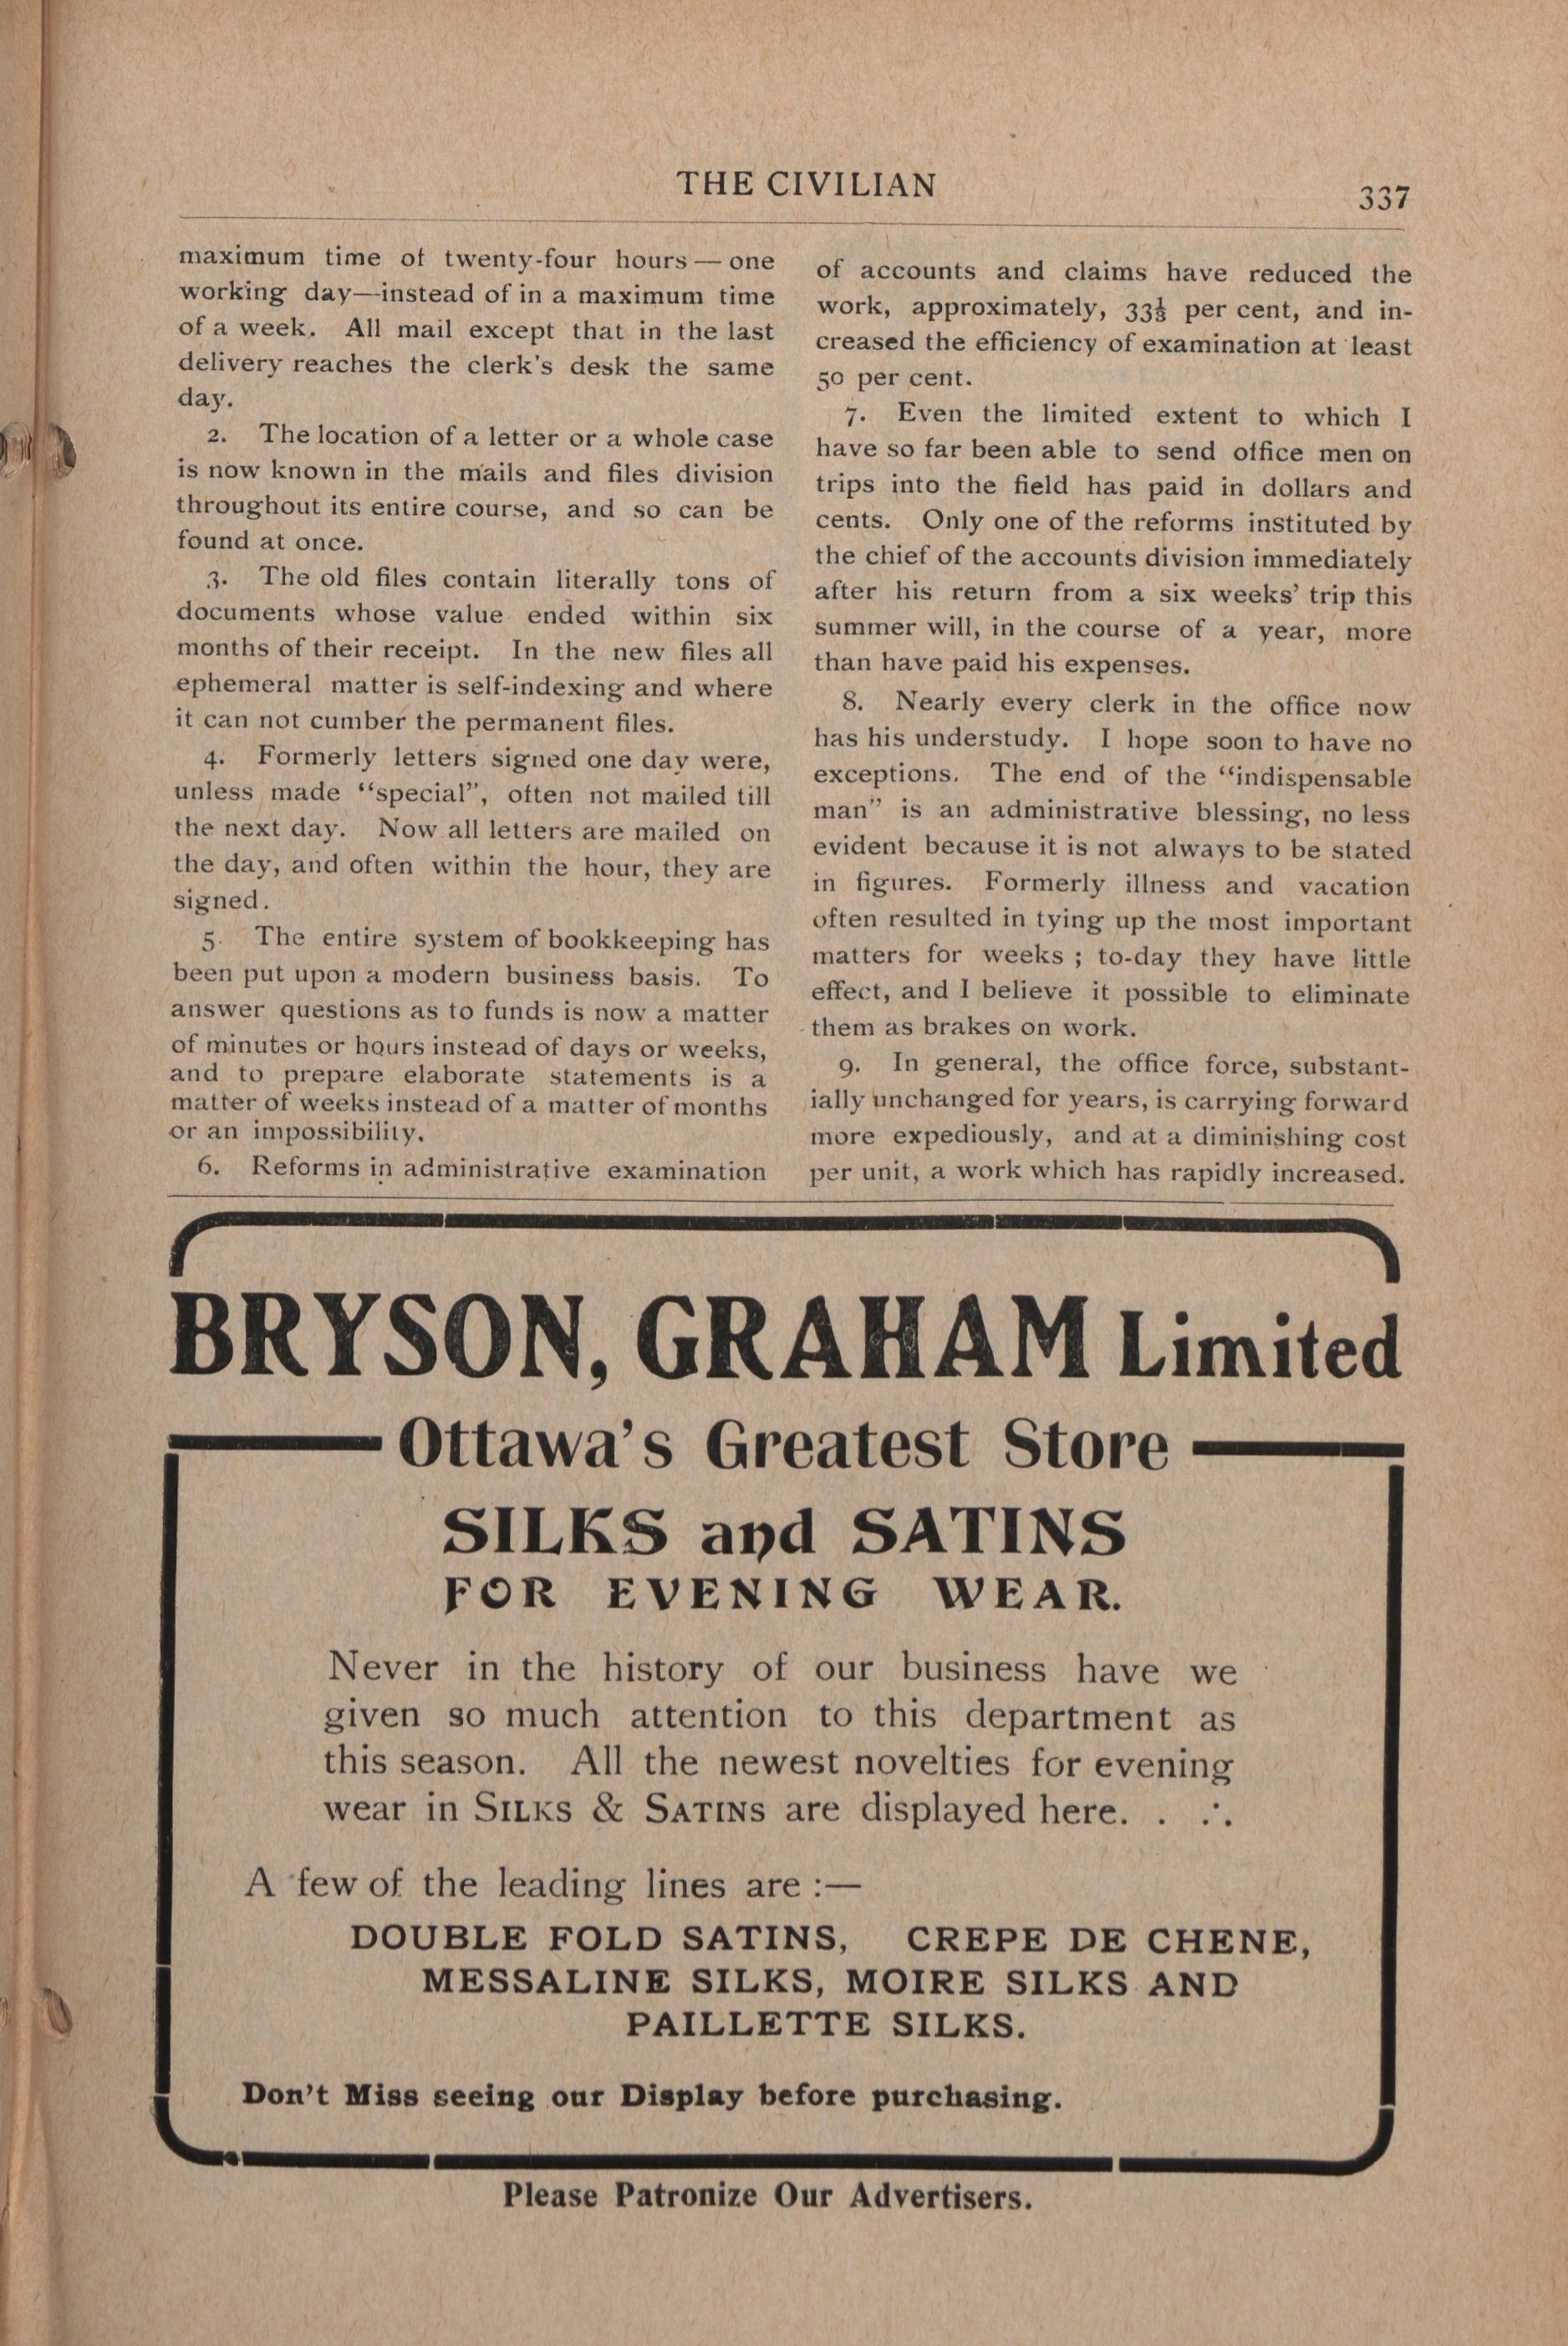 THE CIVILIAN
337
maximum time of twenty-four hours — one
working day—instead of in a maximum time
of a week. All mail except that in the last
delivery reaches the clerk's desk the same
day.
2. The location of a letter or a whole case
is now known in the mails and files division
throughout its entire course, and so can be
found at once.
3. The old files contain literally tons of
documents whose value ended within six
months of their receipt. In the new files all
ephemeral matter is self-indexing and where
it can not cumber the permanent files.
4. Formerly letters signed one day were,
unless made “special”, often not mailed till
the next day. Now all letters are mailed on
the day, and often within the hour, they are
signed.
5. The entire system of bookkeeping has
been put upon a modern business basis. To
answer questions as to funds is now a matter
of minutes or hours instead of days or weeks,
and to prepare elaborate statements is a
matter of weeks instead of a matter of months
or an impossibility.
6. Reforms in administrative examination
of accounts and claims have reduced the
work, approximately, 33⅓ per cent, and in-
creased the efficiency of examination at least
50 per cent.
7. Even the limited extent to which I
have so far been able to send office men on
trips into the field has paid in dollars and
cents. Only one of the reforms instituted by
the chief of the accounts division immediately
after his return from a six weeks’ trip this
summer will, in the course of a year, more
than have paid his expenses.
8. Nearly every clerk in the office now
has his understudy. I hope soon to have no
exceptions. The end of the “indispensable
man” is an administrative blessing, no less
evident because it is not always to be stated
in figures. Formerly illness and vacation
often resulted in tying up the most important
matters for weeks ; to-day they have little
effect, and I believe it possible to eliminate
them as brakes on work.
9. In general, the office force, substant-
ially unchanged for years, is carrying forward
more expediously, and at a diminishing cost
per unit, a work which has rapidly increased.
BRYSON, GRAHAM Limited
Ottawa’s Greatest Store
SILKS and SATINS
FOR EVENING WEAR.
Never in the history of our business have we
given so much attention to this department as
this season. All the newest novelties for evening
wear in SILKS & SATINS are displayed here. . ∴
A few of the leading lines are :—
DOUBLE FOLD SATINS, CREPE DE CHENE,
MESSALINE SILKS, MOIRE SILKS AND
PAILLETTE SILKS.
Don’t Miss seeing our Display before purchasing.
Please Patronize Our Advertisers.